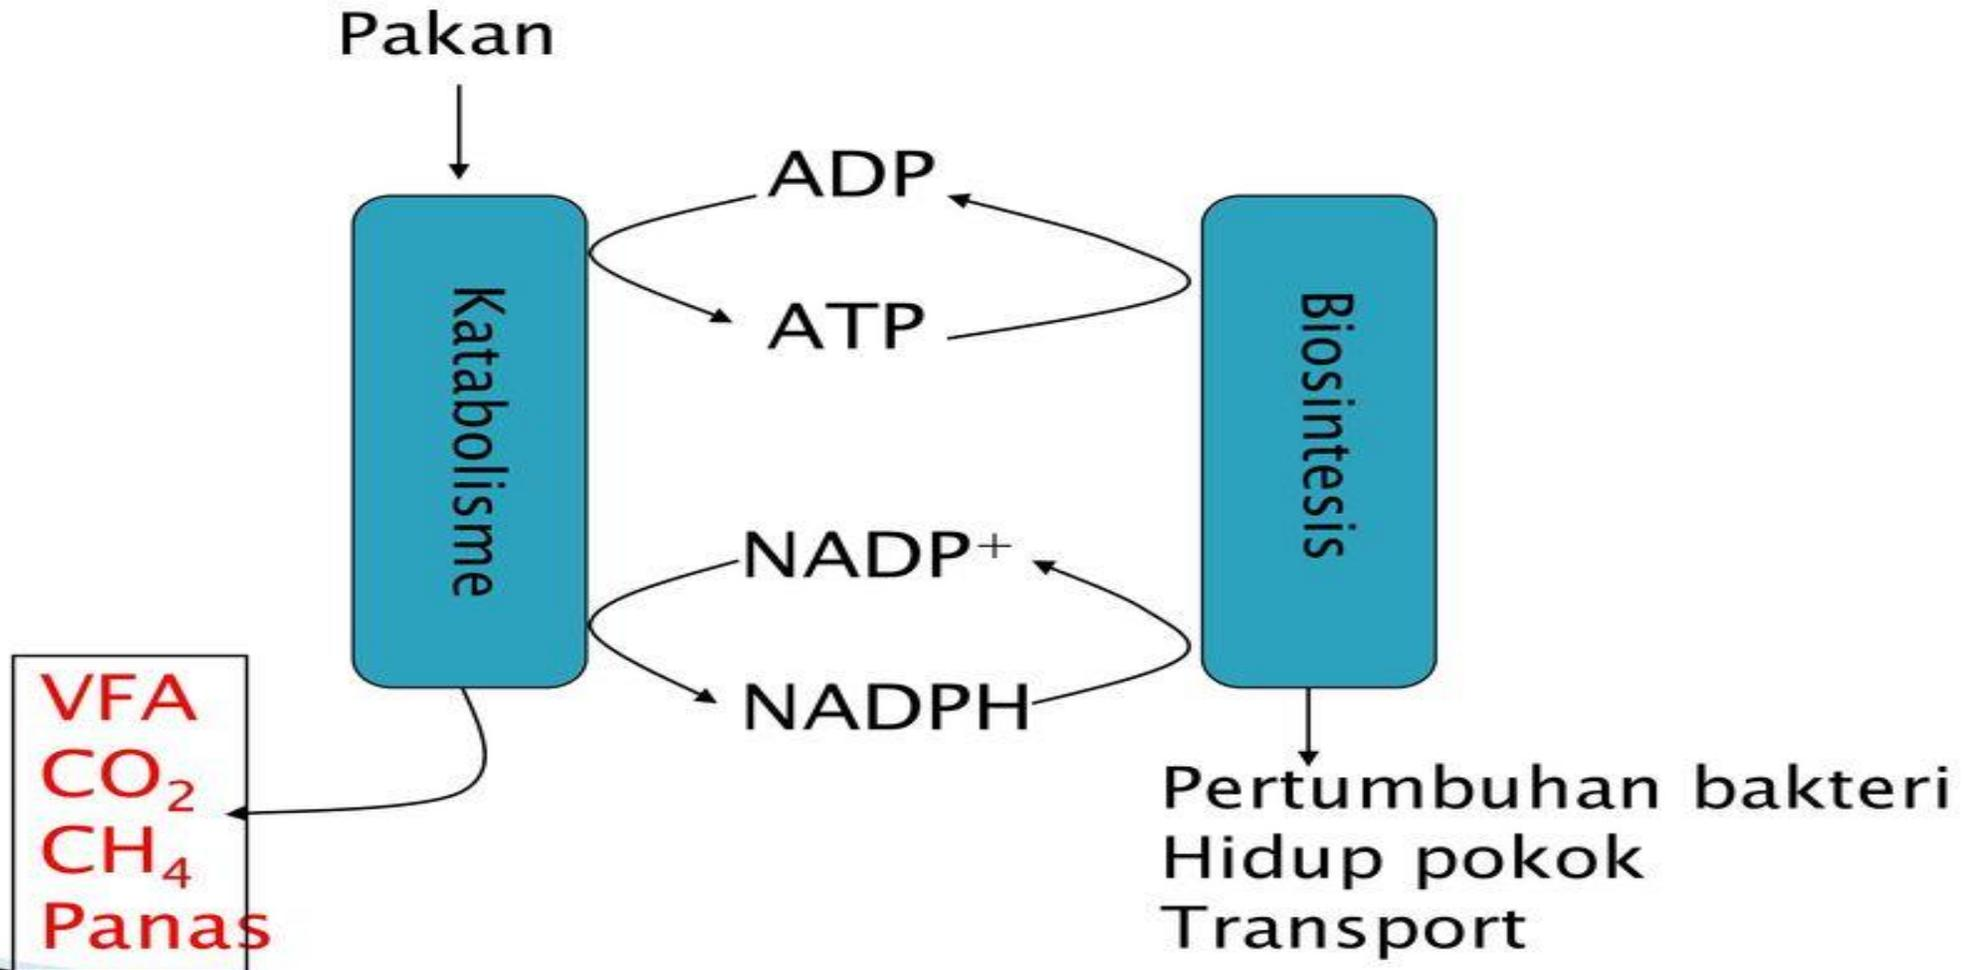 Pakan
ADP
ATP
Katabolisme
Biosintesis
NADP⁺
NADPH
VFA
CO₂
CH₄
Panas
Pertumbuhan bakteri
Hidup pokok
Transport